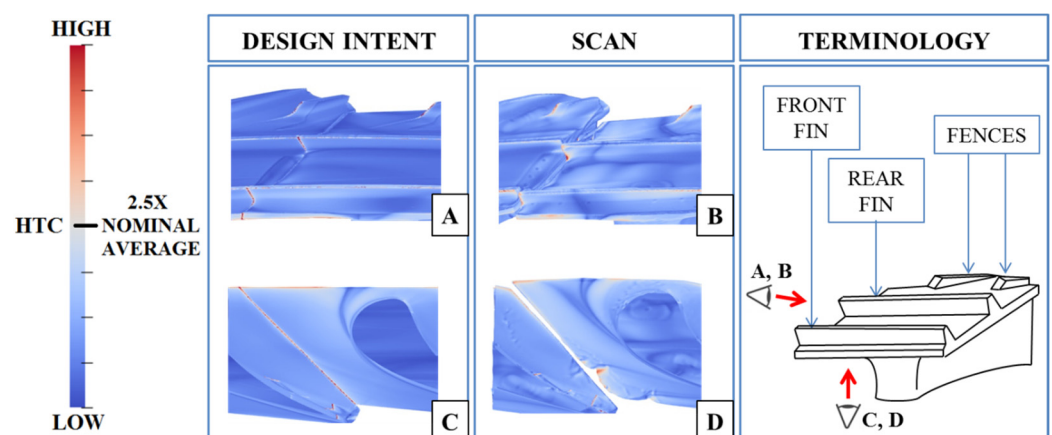 HIGH
HTC
2.5X
NOMINAL
AVERAGE
LOW
DESIGN INTENT
SCAN
TERMINOLOGY
A
B
C
D
FRONT
FIN
REAR
FIN
FENCES
A, B
C, D